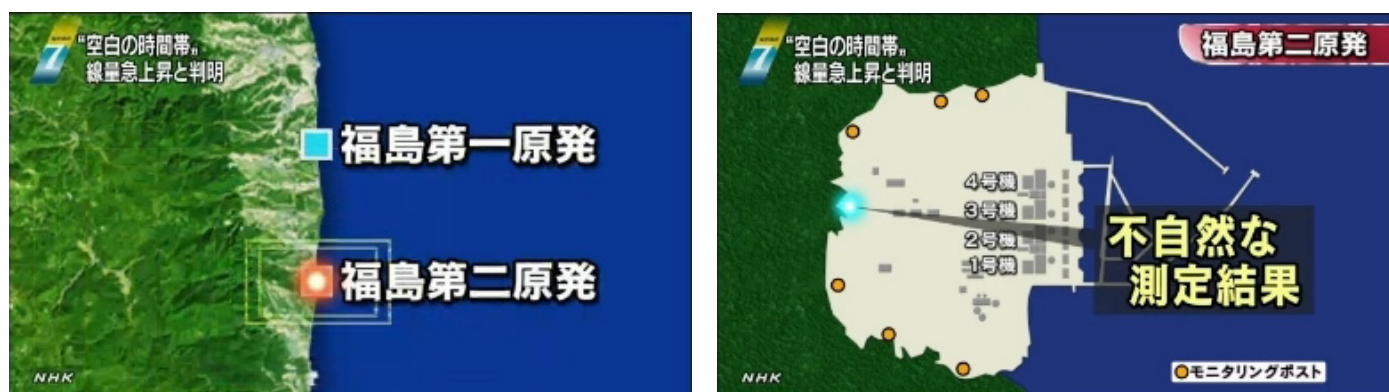 7
“空白の時間帯„
線量急上昇と判明
福島第一原発
福島第二原発
NHK
7
“空白の時間帯„
線量急上昇と判明
福島第二原発
4号機
3号機
2号機
1号機
不自然な
測定結果
モニタリングポスト
NHK